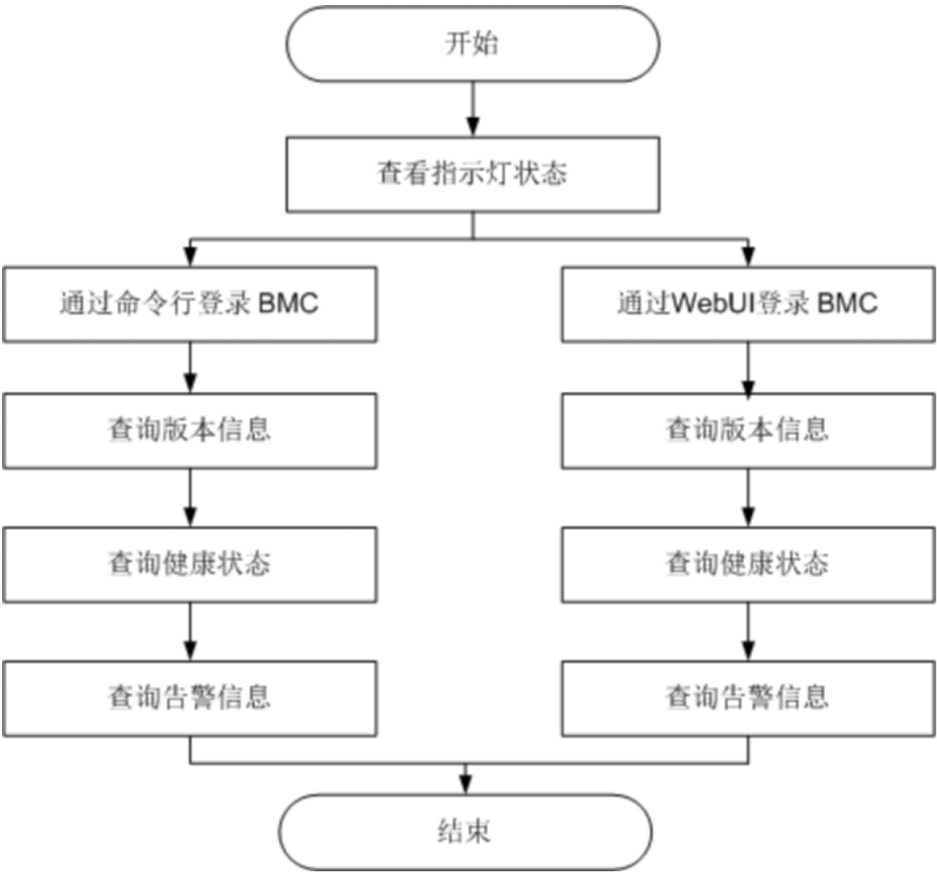 开始
查看指示灯状态
通过命令行登录 BMC
通过WebUI登录 BMC
查询版本信息
查询版本信息
查询健康状态
查询健康状态
查询告警信息
查询告警信息
结束